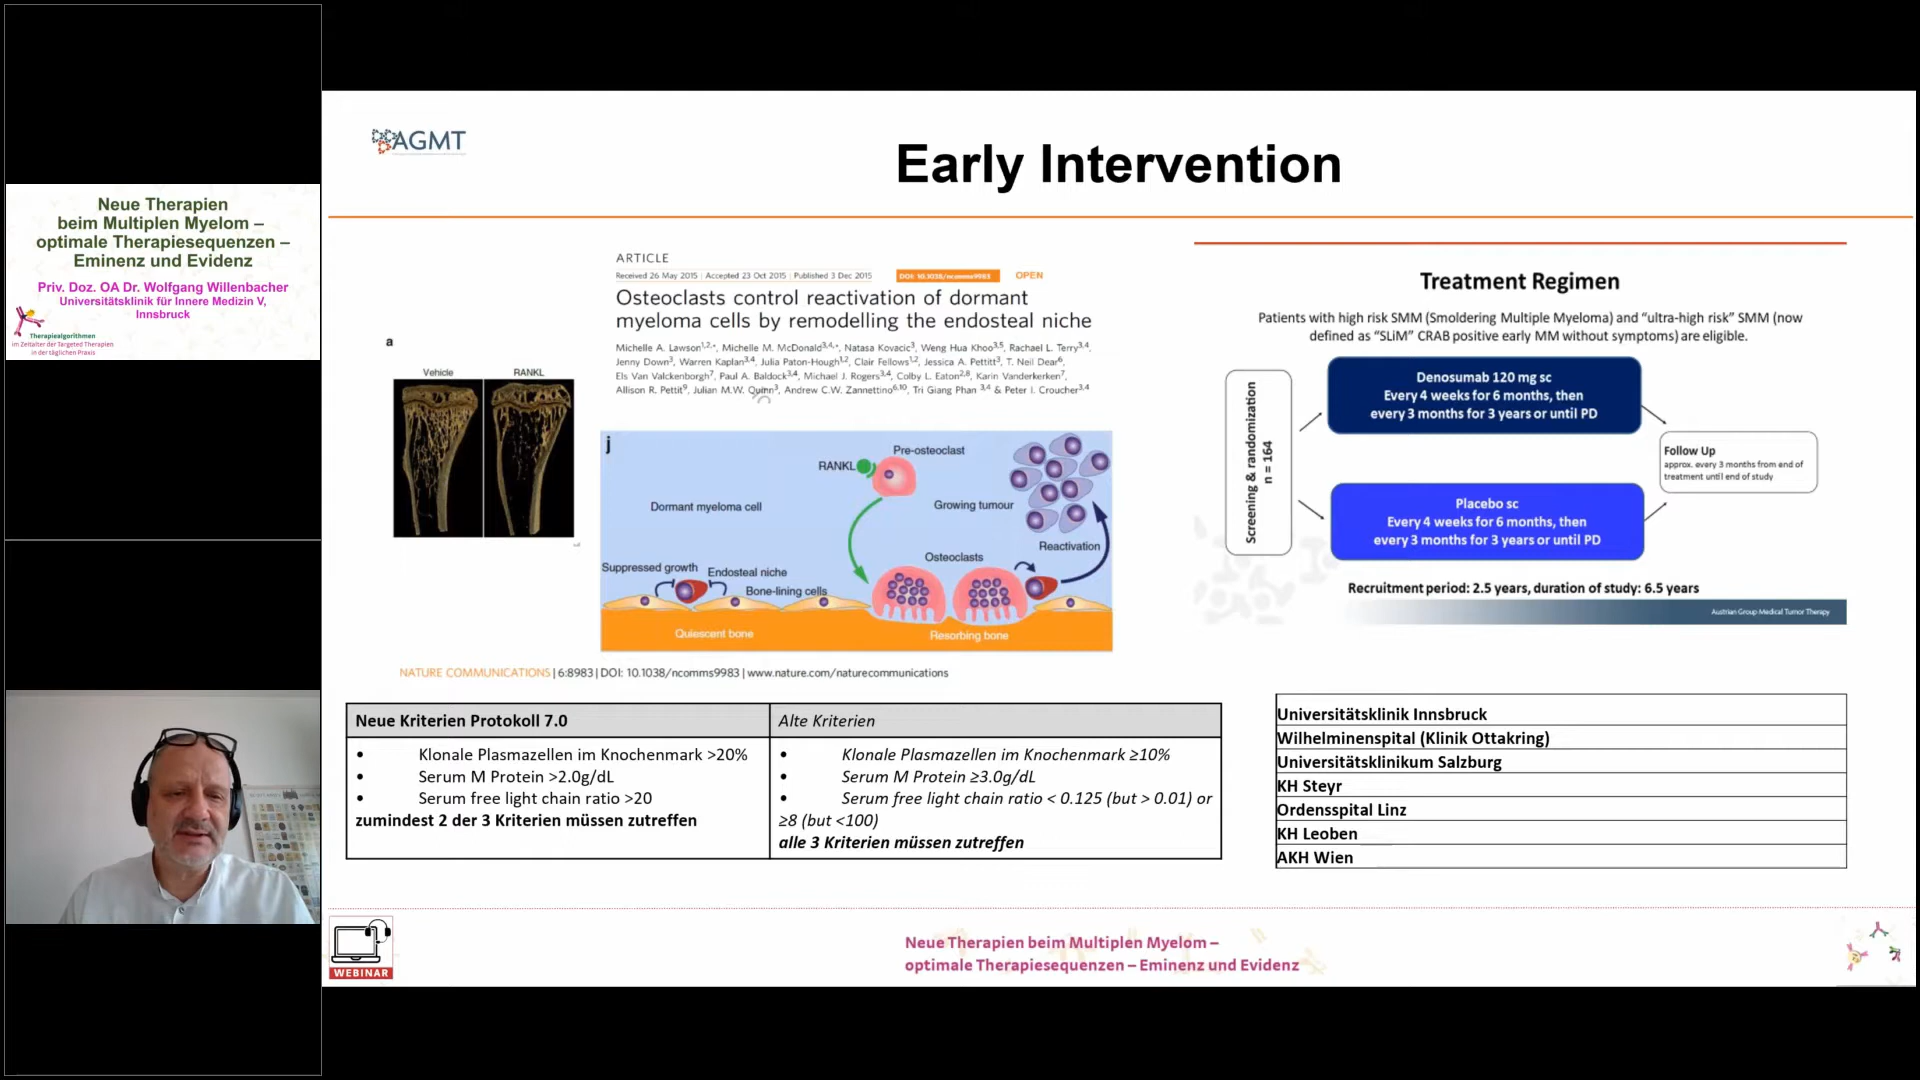 Neue Therapien
beim Multiplen Myelom –
optimale Therapiesequenzen –
Eminenz und Evidenz
Priv. Doz. OA Dr. Wolfgang Willenbacher
Universitätsklinik für Innere Medizin V,
Innsbruck
Therapiealgorithmen
im Zeitalter der Targeted Therapien
in der täglichen Praxis
AGMT
Early Intervention
ARTICLE
Received 26 May 2015 | Accepted 23 Oct 2015 | Published 3 Dec 2015
DOI: 10.1038/ncomms9983
OPEN
Osteoclasts control reactivation of dormant
myeloma cells by remodelling the endosteal niche
Michelle A. Lawson1,2,*, Michelle M. McDonald3,4,*, Natasa Kovacic3, Weng Hua Khoo3,5, Rachael L. Terry3,4,
Jenny Down3, Warren Kaplan3,4, Julia Paton-Hough1,2, Clair Fellows1,2, Jessica A. Pettitt3, T. Neil Dear6,
Els Van Valckenborgh7, Paul A. Baldock3,4, Michael J. Rogers3,4, Colby L. Eaton2,8, Karin Vanderkerken7,
Allison R. Pettit9, Julian M.W. Quinn3, Andrew C.W. Zannettino6,10, Tri Giang Phan 3,4 & Peter I. Croucher3,4
a
Vehicle
RANKL
j
Pre-osteoclast
RANKL
Dormant myeloma cell
Growing tumour
Reactivation
Osteoclasts
Suppressed growth
Endosteal niche
Bone-lining cells
Quiescent bone
Resorbing bone
NATURE COMMUNICATIONS | 6:8983 | DOI: 10.1038/ncomms9983 | www.nature.com/naturecommunications
Treatment Regimen
Patients with high risk SMM (Smoldering Multiple Myeloma) and “ultra-high risk” SMM (now
defined as “SLiM” CRAB positive early MM without symptoms) are eligible.
Screening & randomization
n = 164
Denosumab 120 mg sc
Every 4 weeks for 6 months, then
every 3 months for 3 years or until PD
Placebo sc
Every 4 weeks for 6 months, then
every 3 months for 3 years or until PD
Follow Up
approx. every 3 months from end of
treatment until end of study
Recruitment period: 2.5 years, duration of study: 6.5 years
Austrian Group Medical Tumor Therapy
Neue Kriterien Protokoll 7.0
• Klonale Plasmazellen im Knochenmark >20%
• Serum M Protein >2.0g/dL
• Serum free light chain ratio >20
zumindest 2 der 3 Kriterien müssen zutreffen
Alte Kriterien
• Klonale Plasmazellen im Knochenmark ≥10%
• Serum M Protein ≥3.0g/dL
• Serum free light chain ratio < 0.125 (but > 0.01) or
≥8 (but <100)
alle 3 Kriterien müssen zutreffen
Universitätsklinik Innsbruck
Wilhelminenspital (Klinik Ottakring)
Universitätsklinikum Salzburg
KH Steyr
Ordensspital Linz
KH Leoben
AKH Wien
WEBINAR
Neue Therapien beim Multiplen Myelom –
optimale Therapiesequenzen – Eminenz und Evidenz